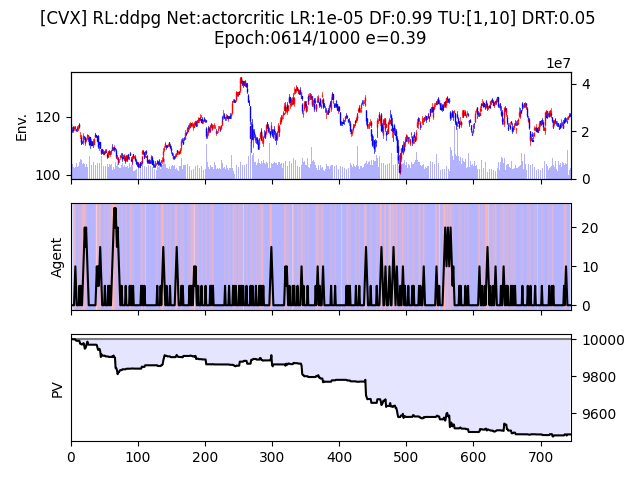 [CVX] RL:ddpg Net:actorcritic LR:1e-05 DF:0.99 TU:[1,10] DRT:0.05
Epoch:0614/1000 e=0.39
1e7
Env.
120
100
4
2
0
Agent
20
10
0
PV
10000
9800
9600
0 100 200 300 400 500 600 700